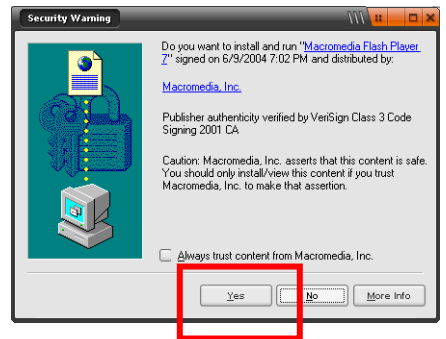 Security Warning
Do you want to install and run "Macromedia Flash Player
7" signed on 6/9/2004 7:02 PM and distributed by:
Macromedia, Inc.
Publisher authenticity verified by VeriSign Class 3 Code
Signing 2001 CA
Caution: Macromedia, Inc. asserts that this content is safe.
You should only install/view this content if you trust
Macromedia, Inc. to make that assertion.
Always trust content from Macromedia, Inc.
Yes No More Info